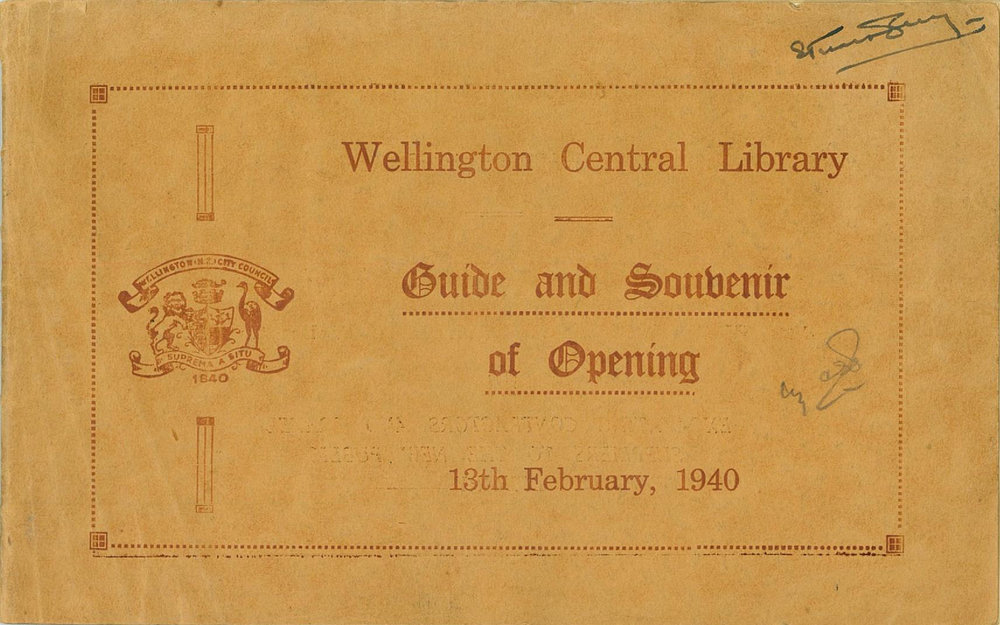 Wellington Central Library
WELLINGTON N.Z. CITY COUNCIL
SUPREMA A SITU
1840
Guide and Souvenir
of Opening
13th February, 1940